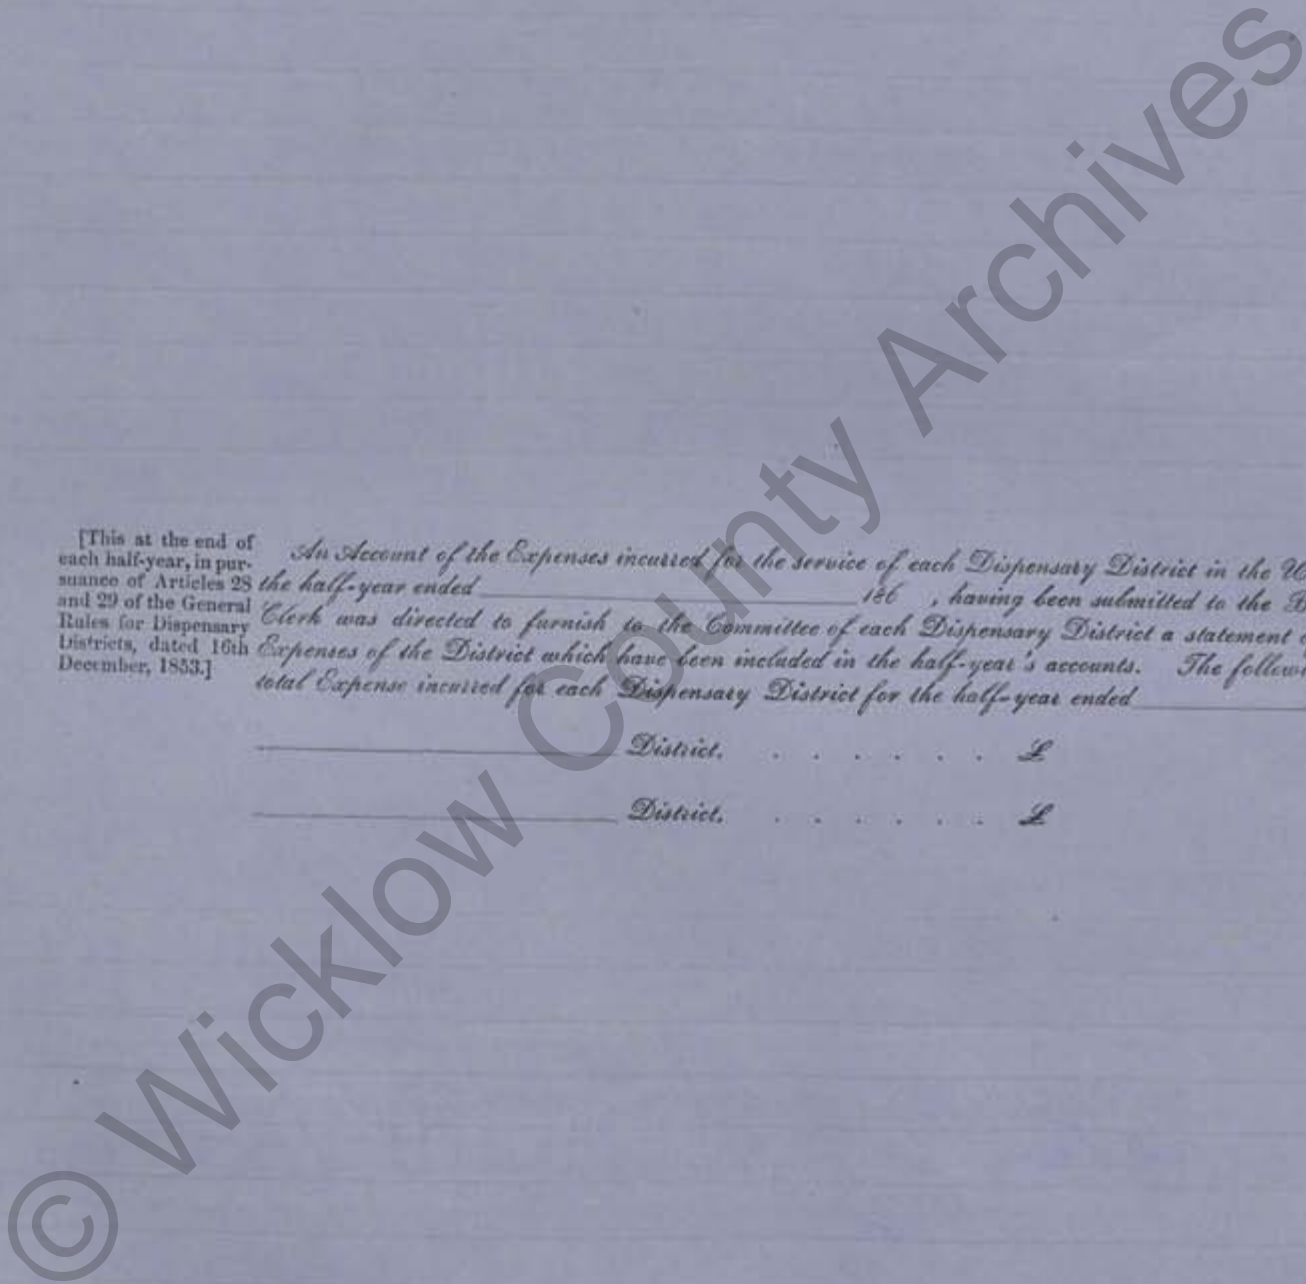 [This at the end of
each half-year, in pur-
suance of Articles 28
and 29 of the General
Rules for Dispensary
Districts, dated 16th
December, 1853.]
An Account of the Expenses incurred for the service of each Dispensary District in the
the half-year ended 186 , having been submitted to the
Clerk was directed to furnish to the Committee of each Dispensary District a statement
Expenses of the District which have been included in the half-year's accounts. The
total Expense incurred for each Dispensary District for the half-year ended
District. . . . . . . £
District. . . . . . . £
© Wicklow County Archives